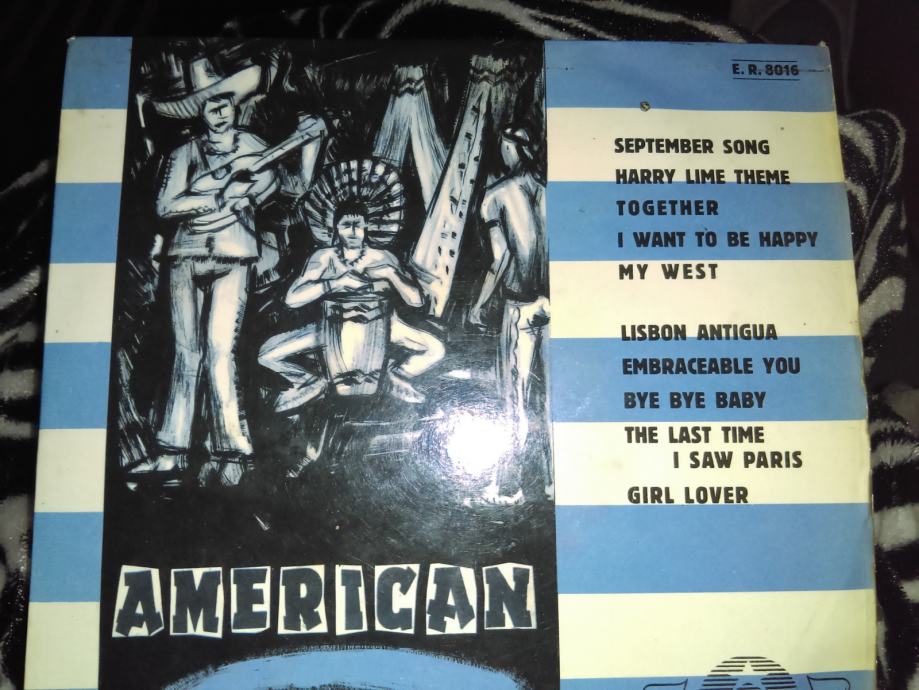 E. R. 8016
SEPTEMBER SONG
HARRY LIME THEME
TOGETHER
I WANT TO BE HAPPY
MY WEST
LISBON ANTIGUA
EMBRACEABLE YOU
BYE BYE BABY
THE LAST TIME
I SAW PARIS
GIRL LOVER
AMERICAN